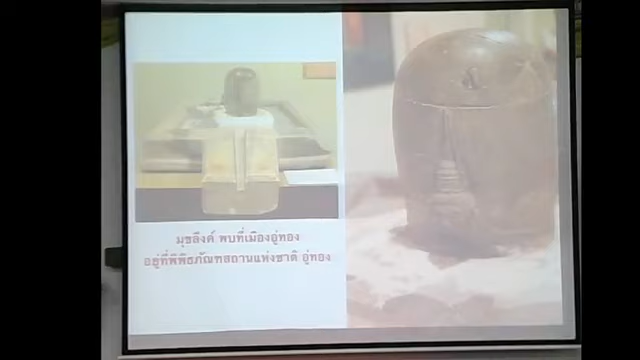 มุขลึงค์ พบที่เมืองอู่ทอง
อยู่ที่พิพิธภัณฑสถานแห่งชาติ อู่ทอง